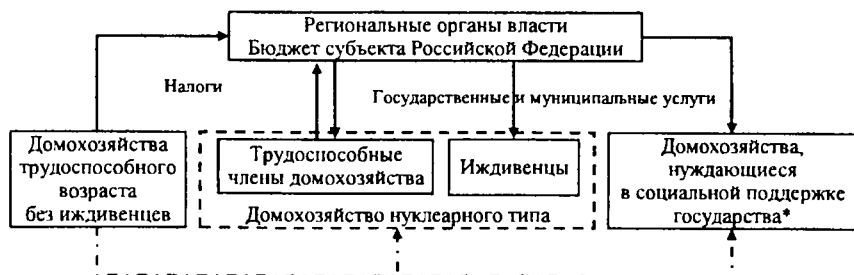 Региональные органы власти
Бюджет субъекта Российской Федерации
Налоги
Государственные и муниципальные услуги
Домохозяйства
трудоспособного
возраста
без иждивенцев
Трудоспособные
члены домохозяйства
Иждивенцы
Домохозяйство нуклеарного типа
Домохозяйства,
нуждающиеся
в социальной поддержке
государства*